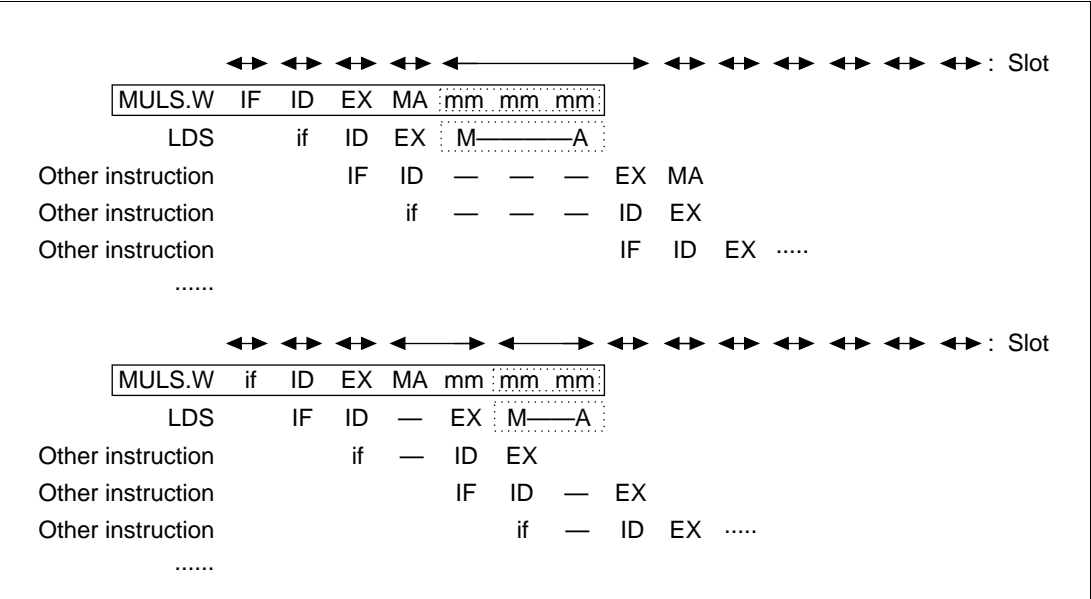 : Slot
MULS.W IF ID EX MA mm mm mm
LDS if ID EX M————A
Other instruction IF ID — — — EX MA
Other instruction if — — — ID EX
Other instruction IF ID EX .....
......
: Slot
MULS.W if ID EX MA mm mm mm
LDS IF ID — EX M——A
Other instruction if — ID EX
Other instruction IF ID — EX
Other instruction if — ID EX .....
......